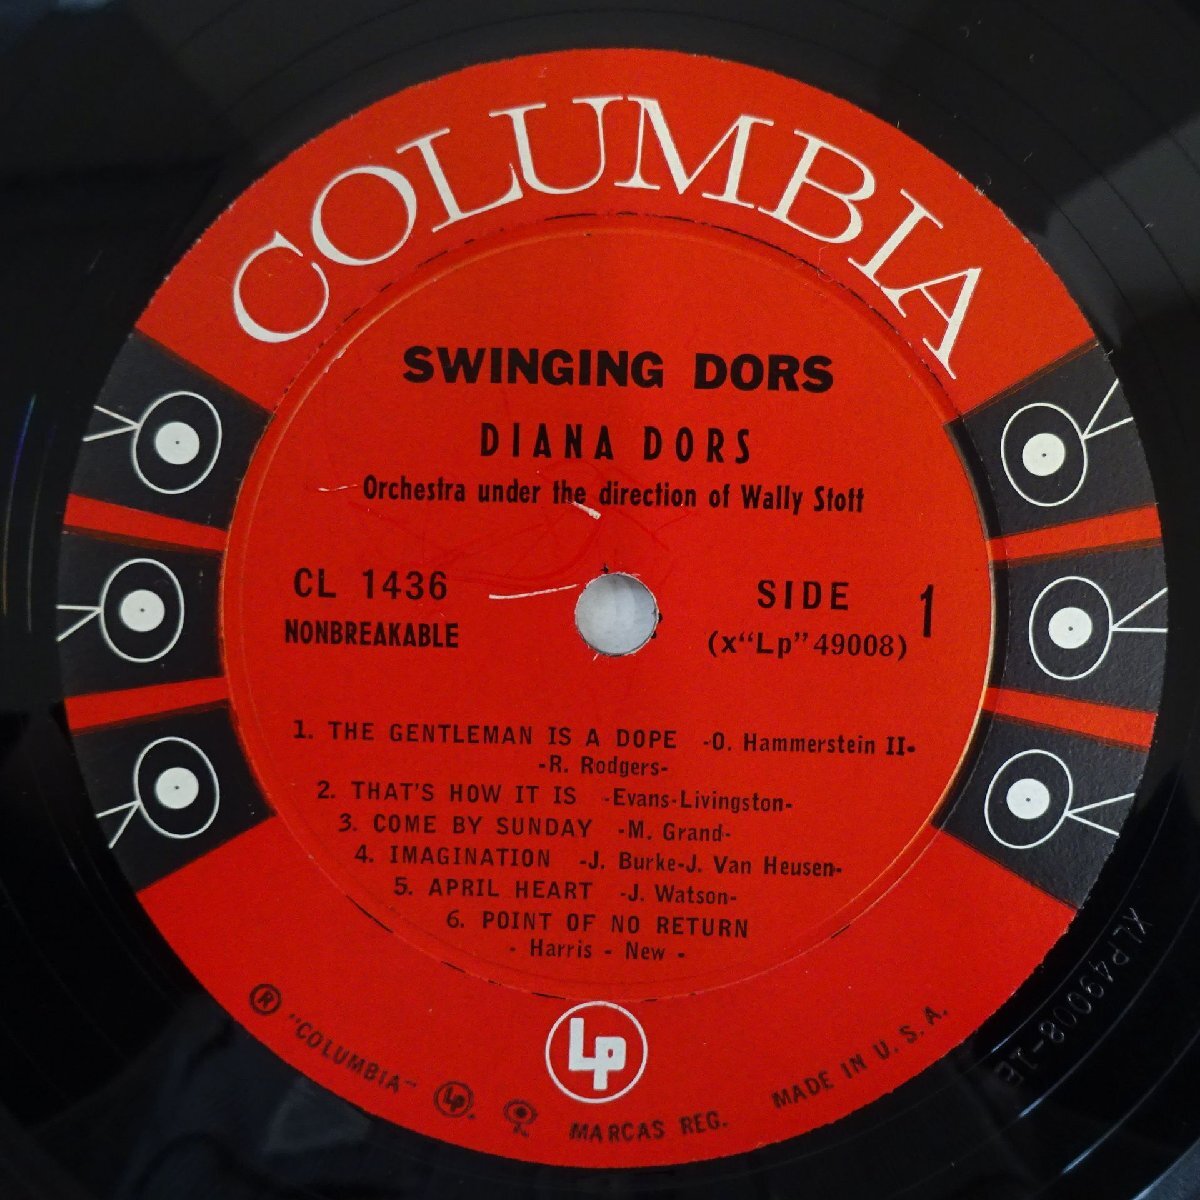 COLUMBIA
SWINGING DORS
DIANA DORS
Orchestra under the direction of Wally Stott
CL 1436
NONBREAKABLE
SIDE 1
(x“Lp”49008)
1. THE GENTLEMAN IS A DOPE -O. Hammerstein II-
-R. Rodgers-
2. THAT'S HOW IT IS -Evans-Livingston-
3. COME BY SUNDAY -M. Grand-
4. IMAGINATION -J. Burke-J. Van Heusen-
5. APRIL HEART -J. Watson-
6. POINT OF NO RETURN
- Harris - New -
Lp
® "COLUMBIA" Lp MARCAS REG. MADE IN U.S.A.
XLP49008-1E